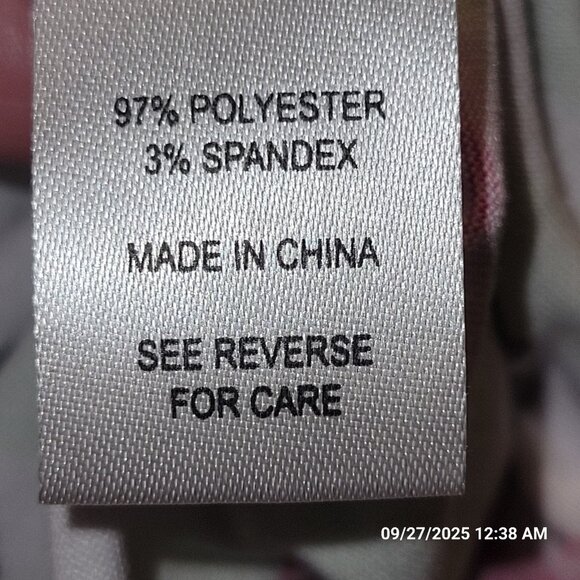 97% POLYESTER
3% SPANDEX
MADE IN CHINA
SEE REVERSE
FOR CARE
09/27/2025 12:38 AM